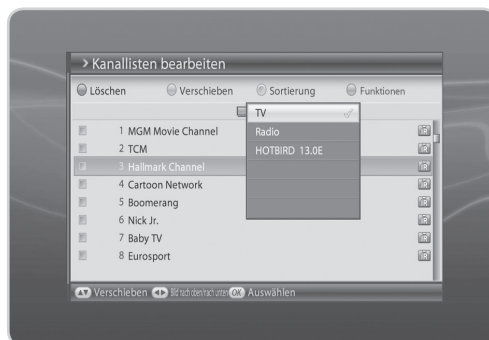 Kanallisten bearbeiten
Löschen Verschieben Sortierung Funktionen
TV
Radio
HOTBIRD 13.0E
1 MGM Movie Channel
2 TCM
3 Hallmark Channel
4 Cartoon Network
5 Boomerang
6 Nick Jr.
7 Baby TV
8 Eurosport
Verschieben Bild nach oben/nach unten OK Auswählen